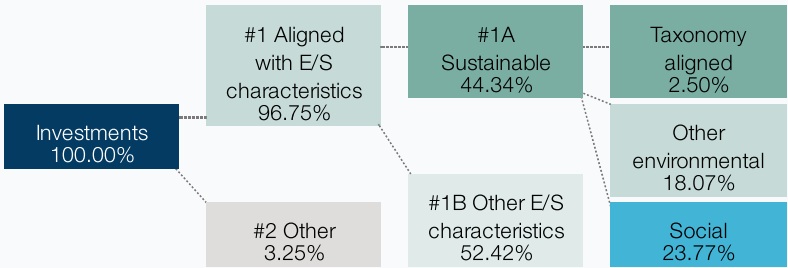 Investments
100.00%
#1 Aligned
with E/S
characteristics
96.75%
#2 Other
3.25%
#1A
Sustainable
44.34%
#1B Other E/S
characteristics
52.42%
Taxonomy
aligned
2.50%
Other
environmental
18.07%
Social
23.77%